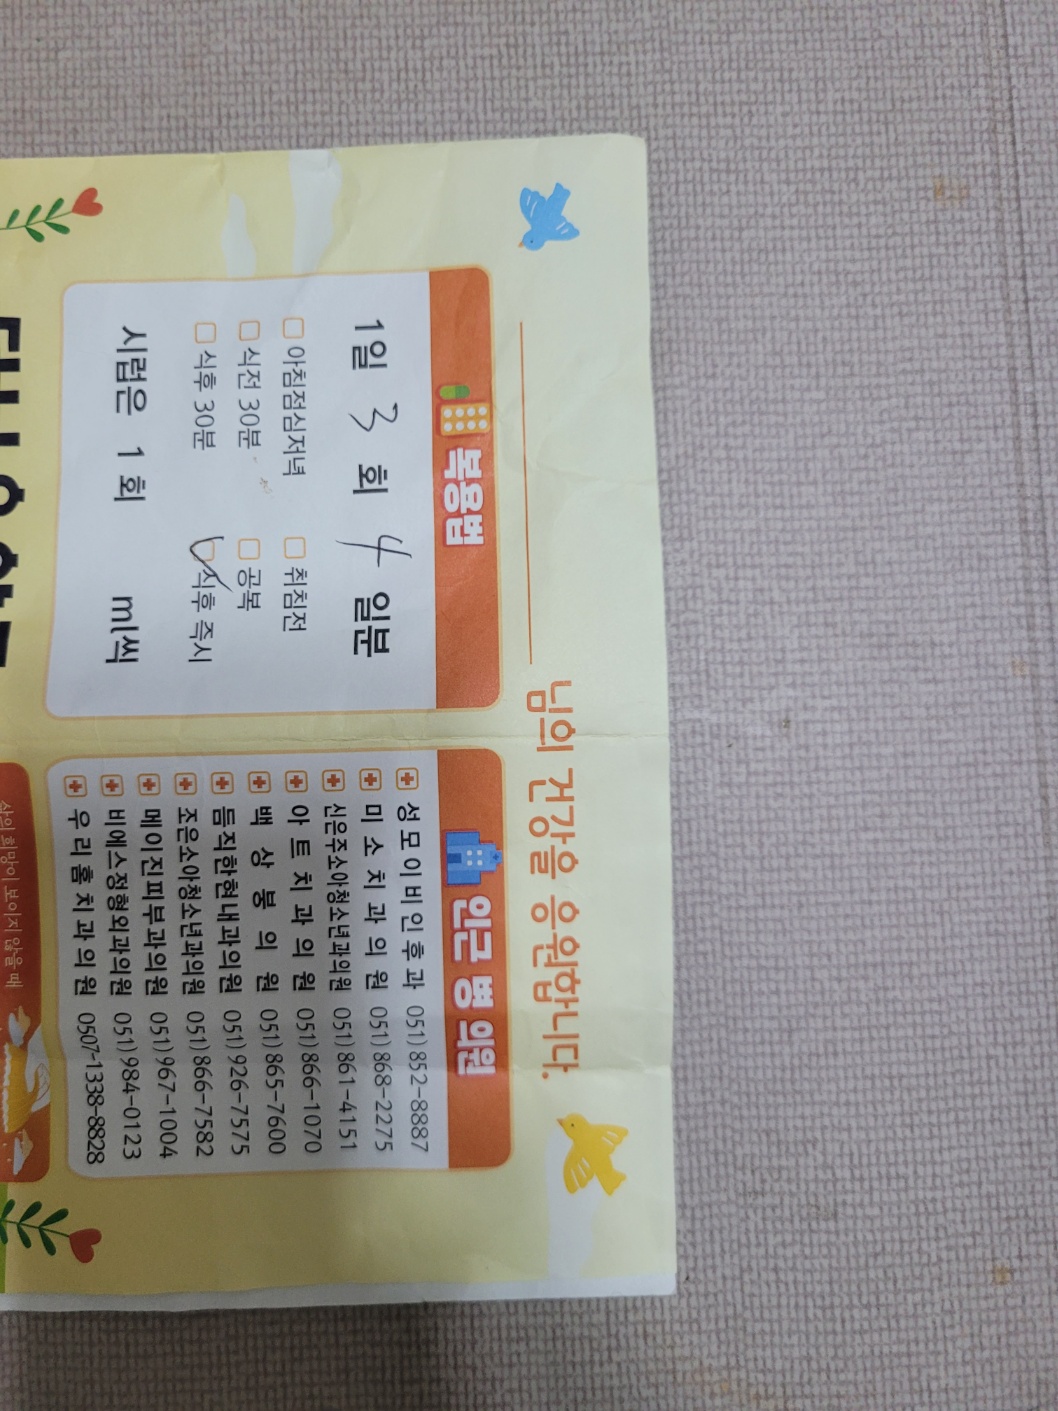 님의 건강을 응원합니다.
복용법
1일 3 회 4 일분
아침점심저녁 취침전
식전 30분 공복
식후 30분 식후 즉시
시럽은 1 회 ml씩
인근 병 의원
성모이비인후과 051)852-8887
미소치과의원 051)868-2275
신은주소아청소년과의원 051)861-4151
아트치과의원 051)866-1070
백상봉의원 051)865-7600
듬직한현내과의원 051)926-7575
조은소아청소년과의원 051)866-7582
메이진피부과의원 051)967-1004
비에스정형외과의원 051)984-0123
우리홈치과의원 0507-1338-8828
삶의 희망이 보이지 않을 때